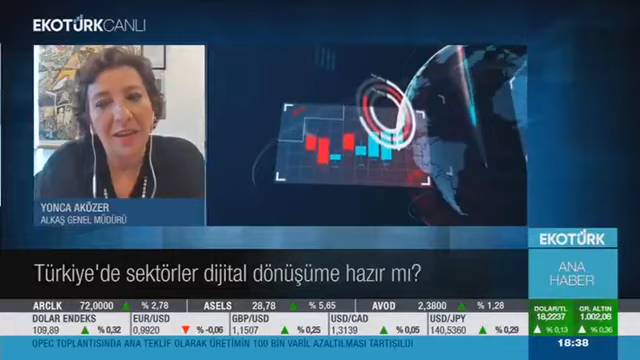 EKOTÜRK CANLI
YONCA AKÖZER
ALKAŞ GENEL MÜDÜRÜ
EKOTÜRK
ANA
HABER
Türkiye'de sektörler dijital dönüşüme hazır mı?
ARCLK 72,0000 % 2,78 ASELS 28,78 % 5,65 AVOD 2,3800 % 1,28
DOLAR/TL GR. ALTIN
18,2237 1.002,08
% 0,13 % 0,36
DOLAR ENDEKS EUR/USD GBP/USD USD/CAD USD/JPY
109,89 % 0,32 0,9920 % -0,06 1,1507 % 0,25 1,3139 % 0,05 140,5360 % 0,29
OPEC TOPLANTISINDA ANA TEKLİF OLARAK ÜRETİMİN 100 BİN VARİL AZALTILMASI TARTIŞILDI
18:38